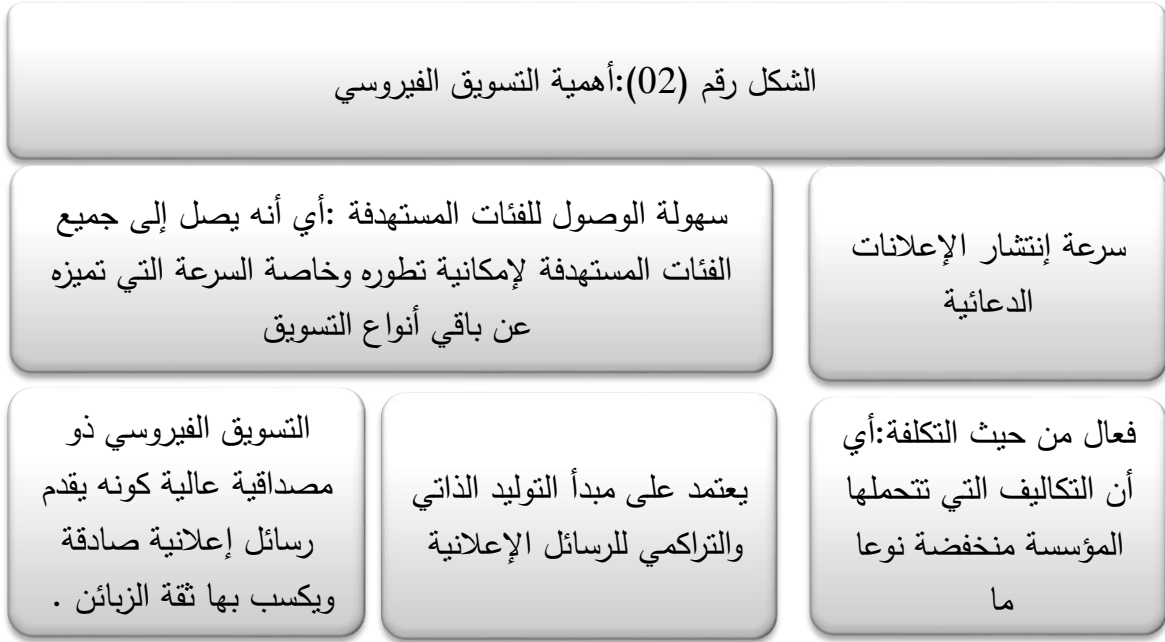 الشكل رقم (02):أهمية التسويق الفيروسي
سرعة إنتشار الإعلانات
الدعائية
سهولة الوصول للفئات المستهدفة :أي أنه يصل إلى جميع
الفئات المستهدفة لإمكانية تطوره وخاصة السرعة التي تميزه
عن باقي أنواع التسويق
فعال من حيث التكلفة:أي
أن التكاليف التي تتحملها
المؤسسة منخفضة نوعا
ما
يعتمد على مبدأ التوليد الذاتي
والتراكمي للرسائل الإعلانية
التسويق الفيروسي ذو
مصداقية عالية كونه يقدم
رسائل إعلانية صادقة
ويكسب بها ثقة الزبائن .